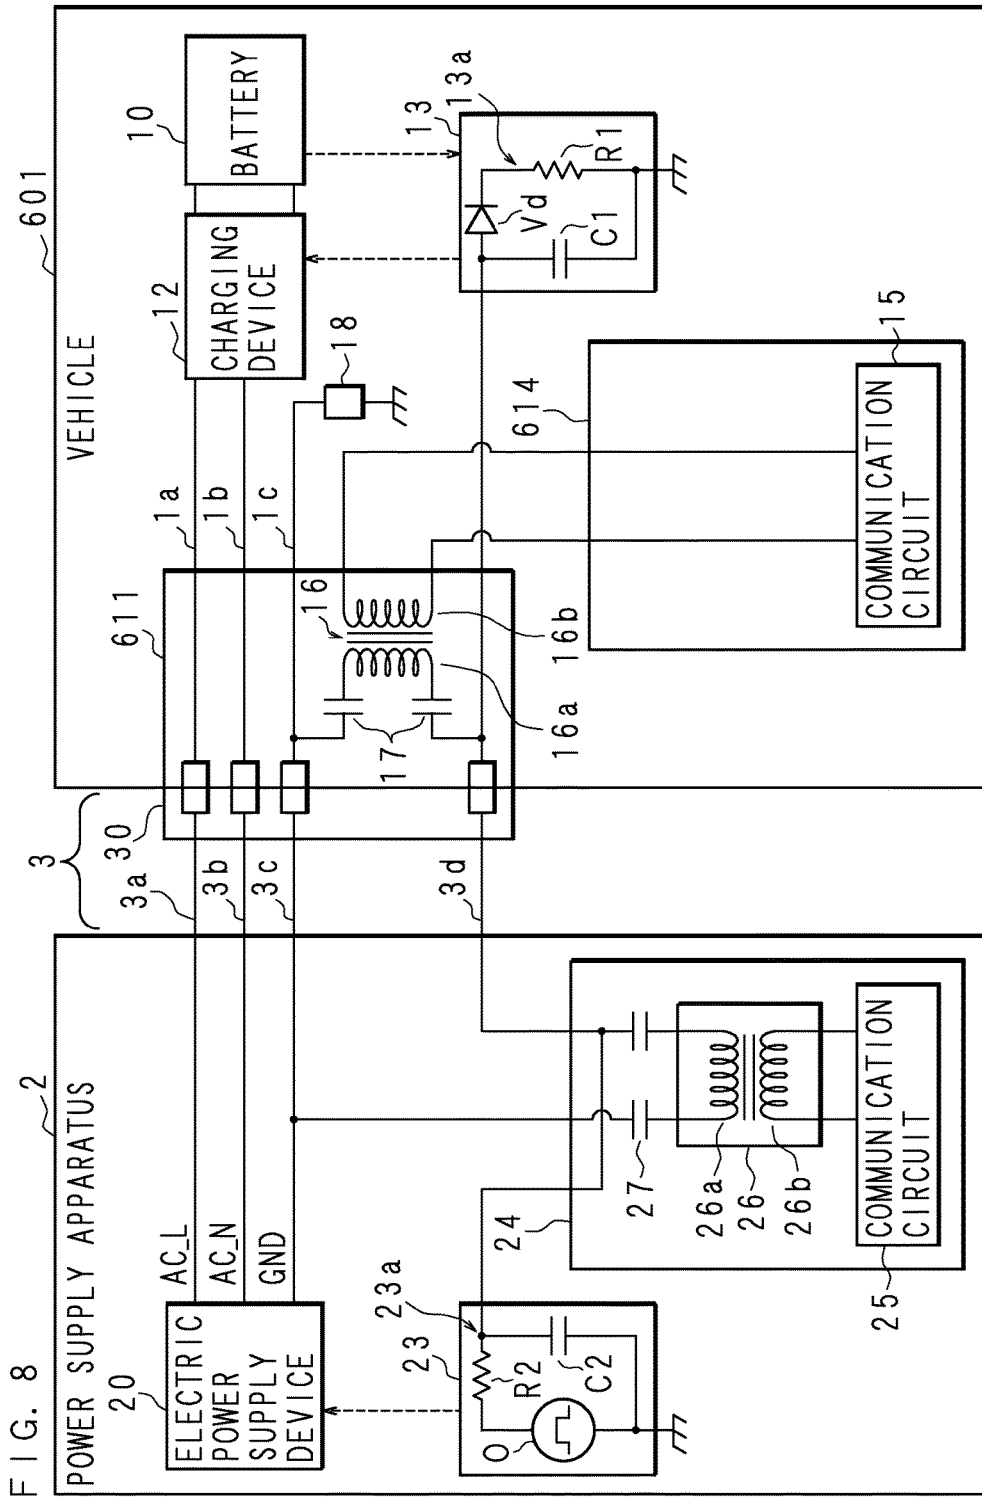 FIG. 8
POWER SUPPLY APPARATUS
2
3
VEHICLE
601
20
ELECTRIC
POWER
SUPPLY
DEVICE
AC_L
AC_N
GND
3a
3b
3c
3d
30
611
1a
1b
1c
12
CHARGING
DEVICE
10
BATTERY
18
16
17
16a
16b
13
13a
Vd
R1
C1
23
23a
R2
C2
O
24
27
26a
26
26b
25
COMMUNICATION
CIRCUIT
614
15
COMMUNICATION
CIRCUIT